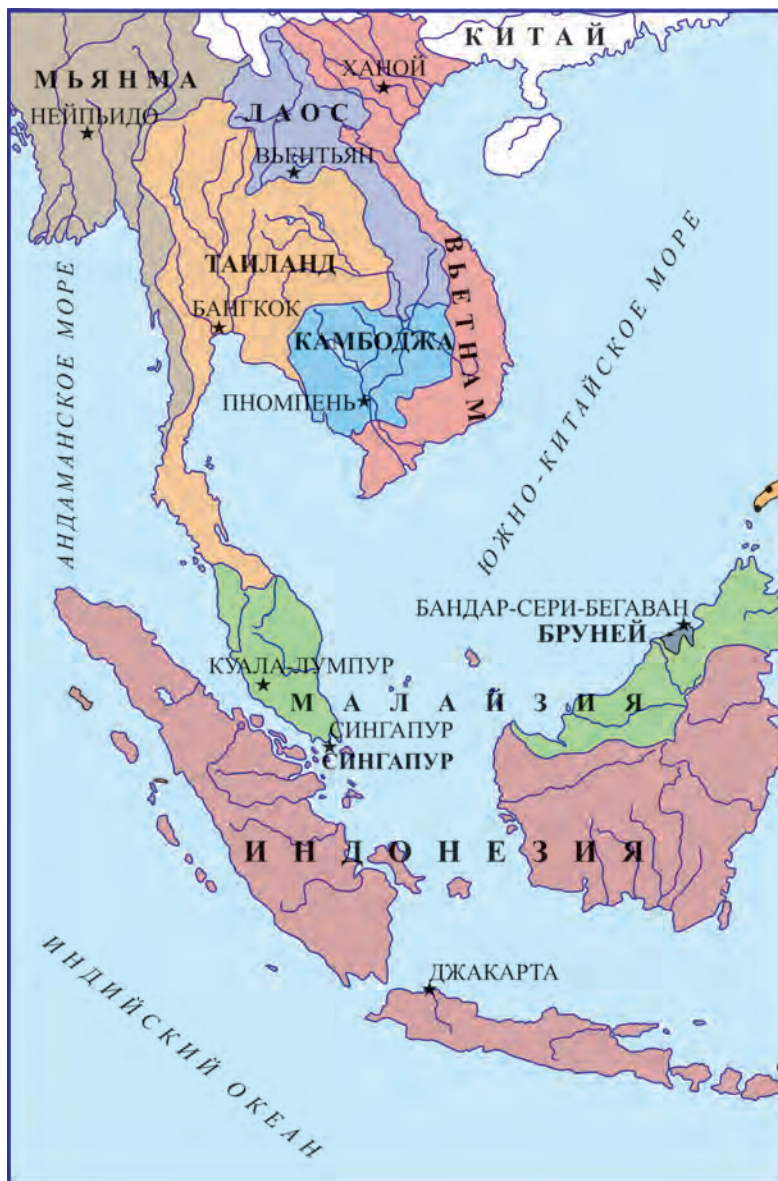 КИТАЙ
ХАНОЙ
МЬЯНМА
НЕЙПЬИДО
ЛАОС
ВЬЕНТЬЯН
ТАИЛАНД
БАНГКОК
КАМБОДЖА
ПНОМПЕНЬ
ВЬЕТНАМ
АНДАМАНСКОЕ МОРЕ
ЮЖНО-КИТАЙСКОЕ МОРЕ
БАНДАР-СЕРИ-БЕГАВАН
БРУНЕЙ
КУАЛА-ЛУМПУР
МАЛАЙЗИЯ
СИНГАПУР
СИНГАПУР
ИНДОНЕЗИЯ
ДЖАКАРТА
ИНДИЙСКИЙ ОКЕАН